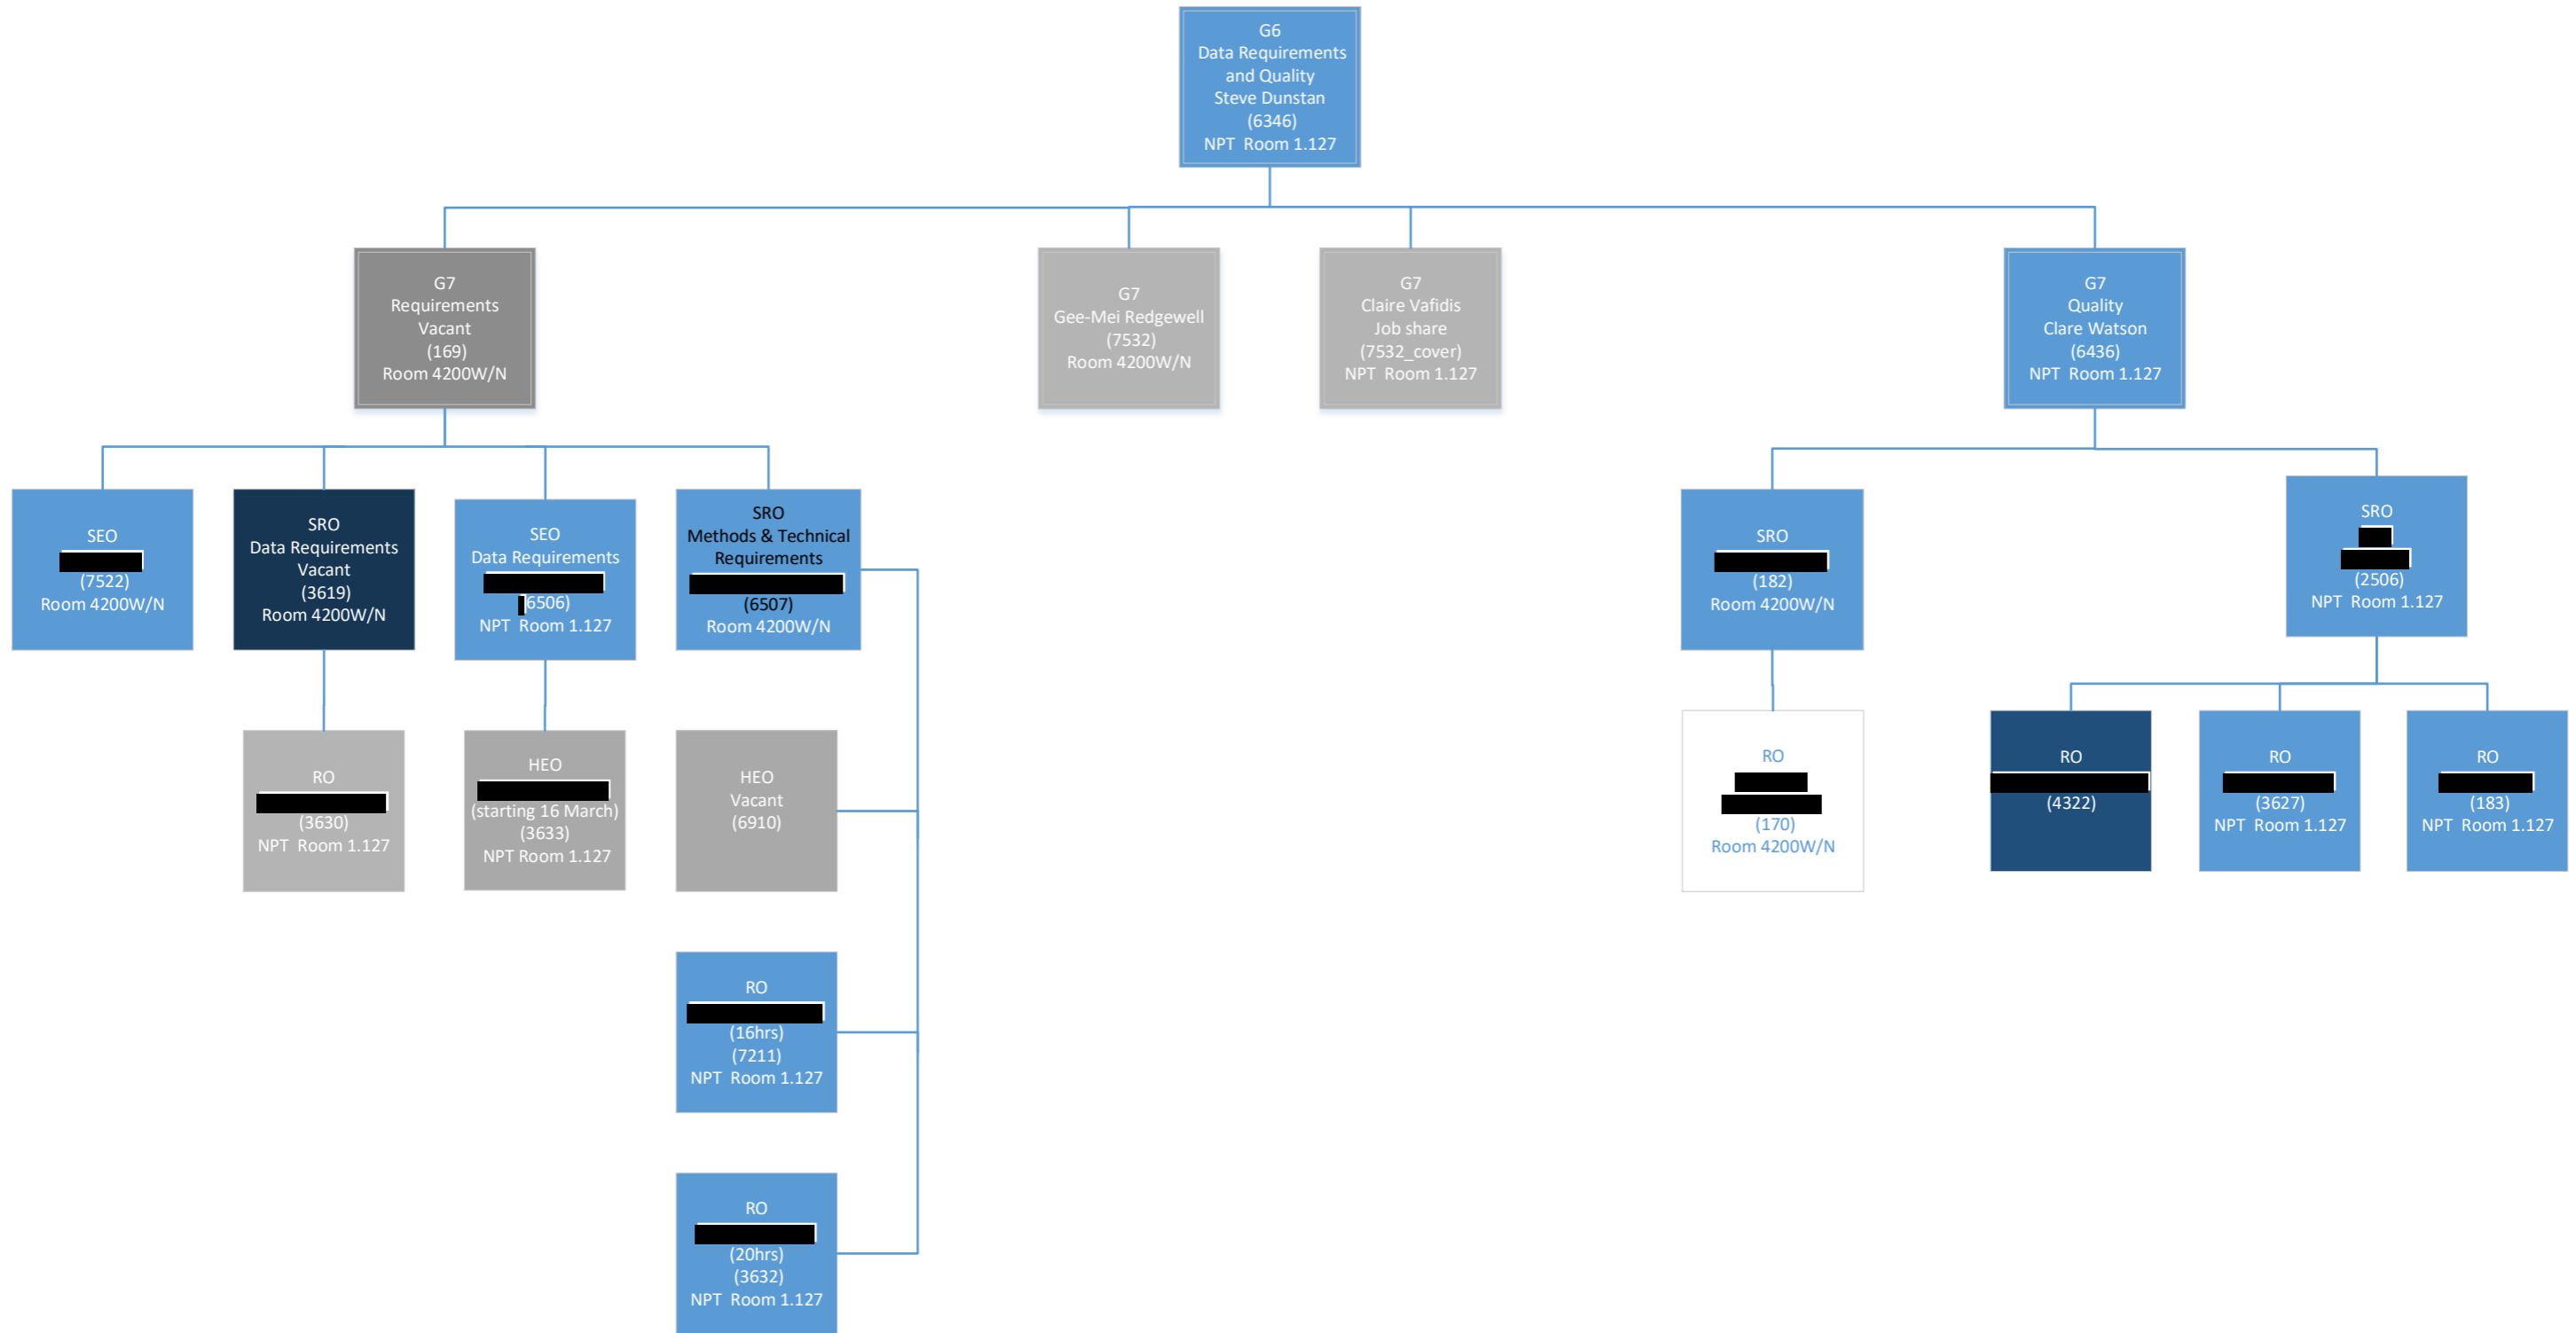 G6
Data Requirements
and Quality
Steve Dunstan
(6346)
NPT  Room 1.127
G7
Requirements
Vacant
(169)
Room 4200W/N
G7
Gee-Mei Redgewell
(7532)
Room 4200W/N
G7
Claire Vafidis
Job share
(7532_cover)
NPT  Room 1.127
G7
Quality
Clare Watson
(6436)
NPT  Room 1.127
SEO
(7522)
Room 4200W/N
SRO
Data Requirements
Vacant
(3619)
Room 4200W/N
SEO
Data Requirements
(6506)
NPT  Room 1.127
SRO
Methods & Technical
Requirements
(6507)
Room 4200W/N
SRO
(182)
Room 4200W/N
SRO
(2506)
NPT  Room 1.127
RO
(3630)
NPT  Room 1.127
HEO
(starting 16 March)
(3633)
NPT Room 1.127
HEO
Vacant
(6910)
RO
(170)
Room 4200W/N
RO
(4322)
RO
(3627)
NPT  Room 1.127
RO
(183)
NPT  Room 1.127
RO
(16hrs)
(7211)
NPT  Room 1.127
RO
(20hrs)
(3632)
NPT  Room 1.127